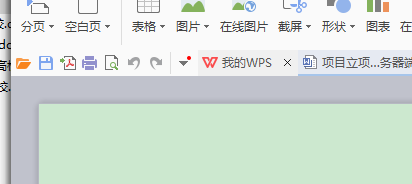 分页 空白页 表格 图片 在线图片 截屏 形状 图表
我的WPS 项目立项...务器端